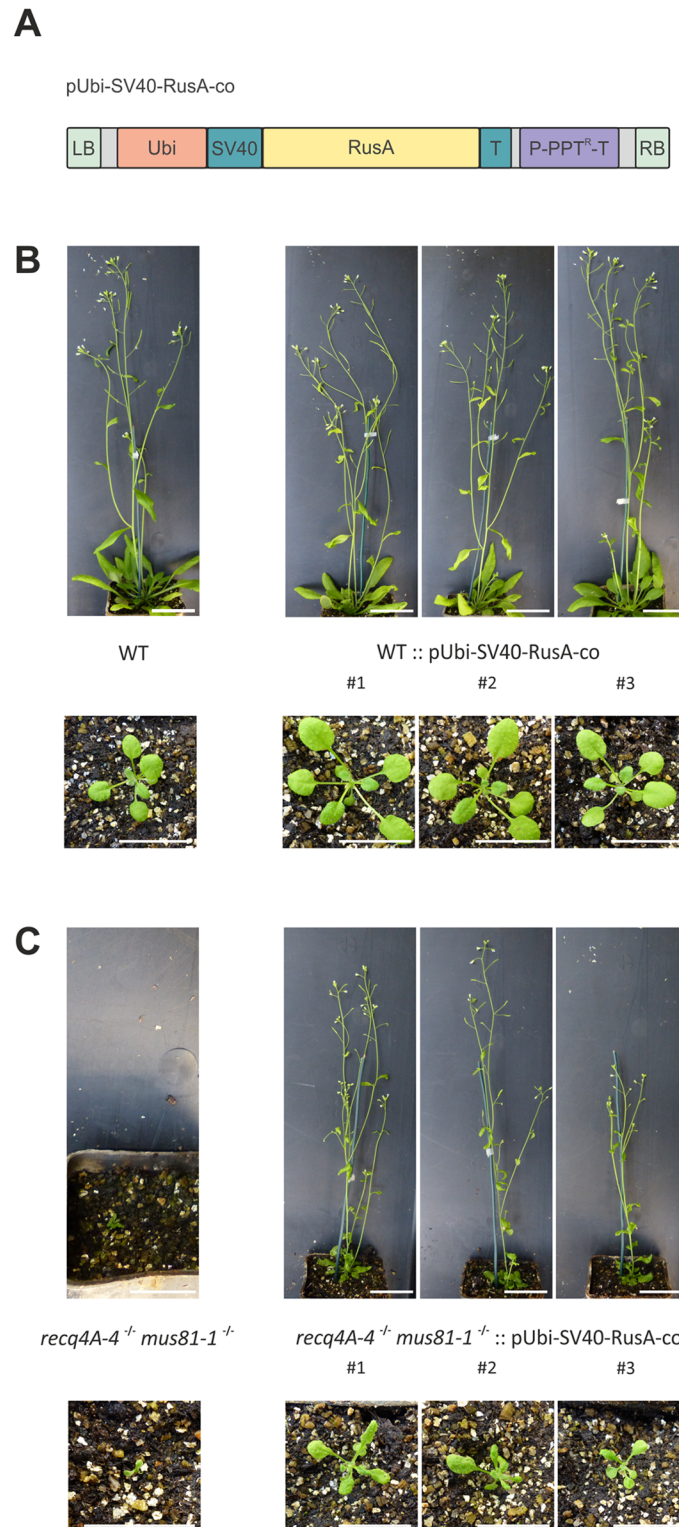 A
pUbi-SV40-RusA-co
LB Ubi SV40 RusA T P-PPTᴿ-T RB
B
WT WT :: pUbi-SV40-RusA-co
#1 #2 #3
C
recq4A-4 ⁻/⁻ mus81-1 ⁻/⁻ recq4A-4 ⁻/⁻ mus81-1 ⁻/⁻ :: pUbi-SV40-RusA-co
#1 #2 #3